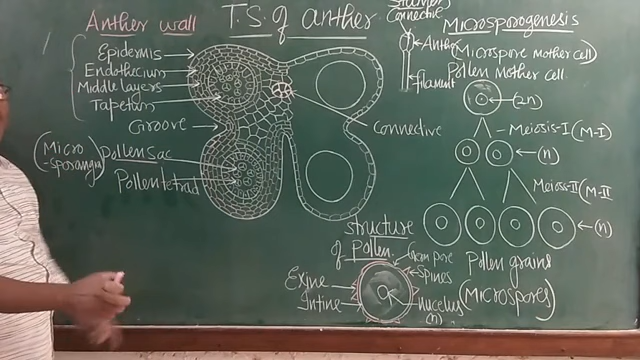 Anther wall
T.S. of anther
Connective
Microsporogenesis
Epidermis
Endothecium
Middle layers
Tapetum
Groove
(Micro
-sporangia)
Pollen sac
Pollen tetrad
Connective
Anther
filament
(Microspore mother cell)
Pollen mother cell
(2n)
Meiosis-I (M-I)
(n)
Meiosis-II (M-II
(n)
Pollen grains
(Microspores)
Structure
of Pollen
Germ pore
Spines
Exine
Intine
nucelus
(n)